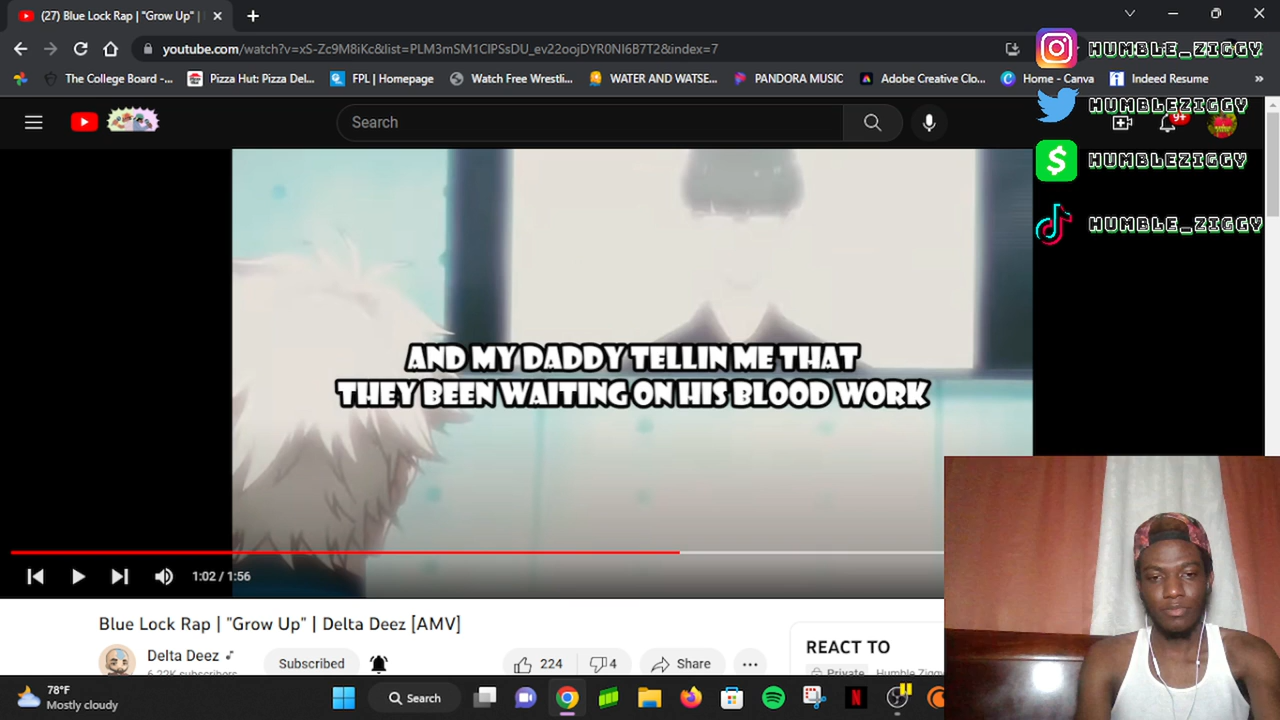 (27) Blue Lock Rap | "Grow Up" |
youtube.com/watch?v=xS-Zc9M8iKc&list=PLM3mSM1CIPSsDU_ev22oojDYR0NI6B7T2&index=7
The College Board -...
Pizza Hut: Pizza Del...
FPL | Homepage
Watch Free Wrestli...
WATER AND WATSE...
PANDORA MUSIC
Adobe Creative Clo...
Home - Canva
Indeed Resume
»
HUMBLE_ZIGGY
HUMBLEZIGGY
HUMBLEZIGGY
HUMBLE_ZIGGY
Search
9+
AND MY DADDY TELLIN ME THAT
THEY BEEN WAITING ON HIS BLOOD WORK
1:02 / 1:56
Blue Lock Rap | "Grow Up" | Delta Deez [AMV]
Delta Deez
Subscribed
224
4
Share
REACT TO
Private
Humble Ziggy
78°F
Mostly cloudy
Search